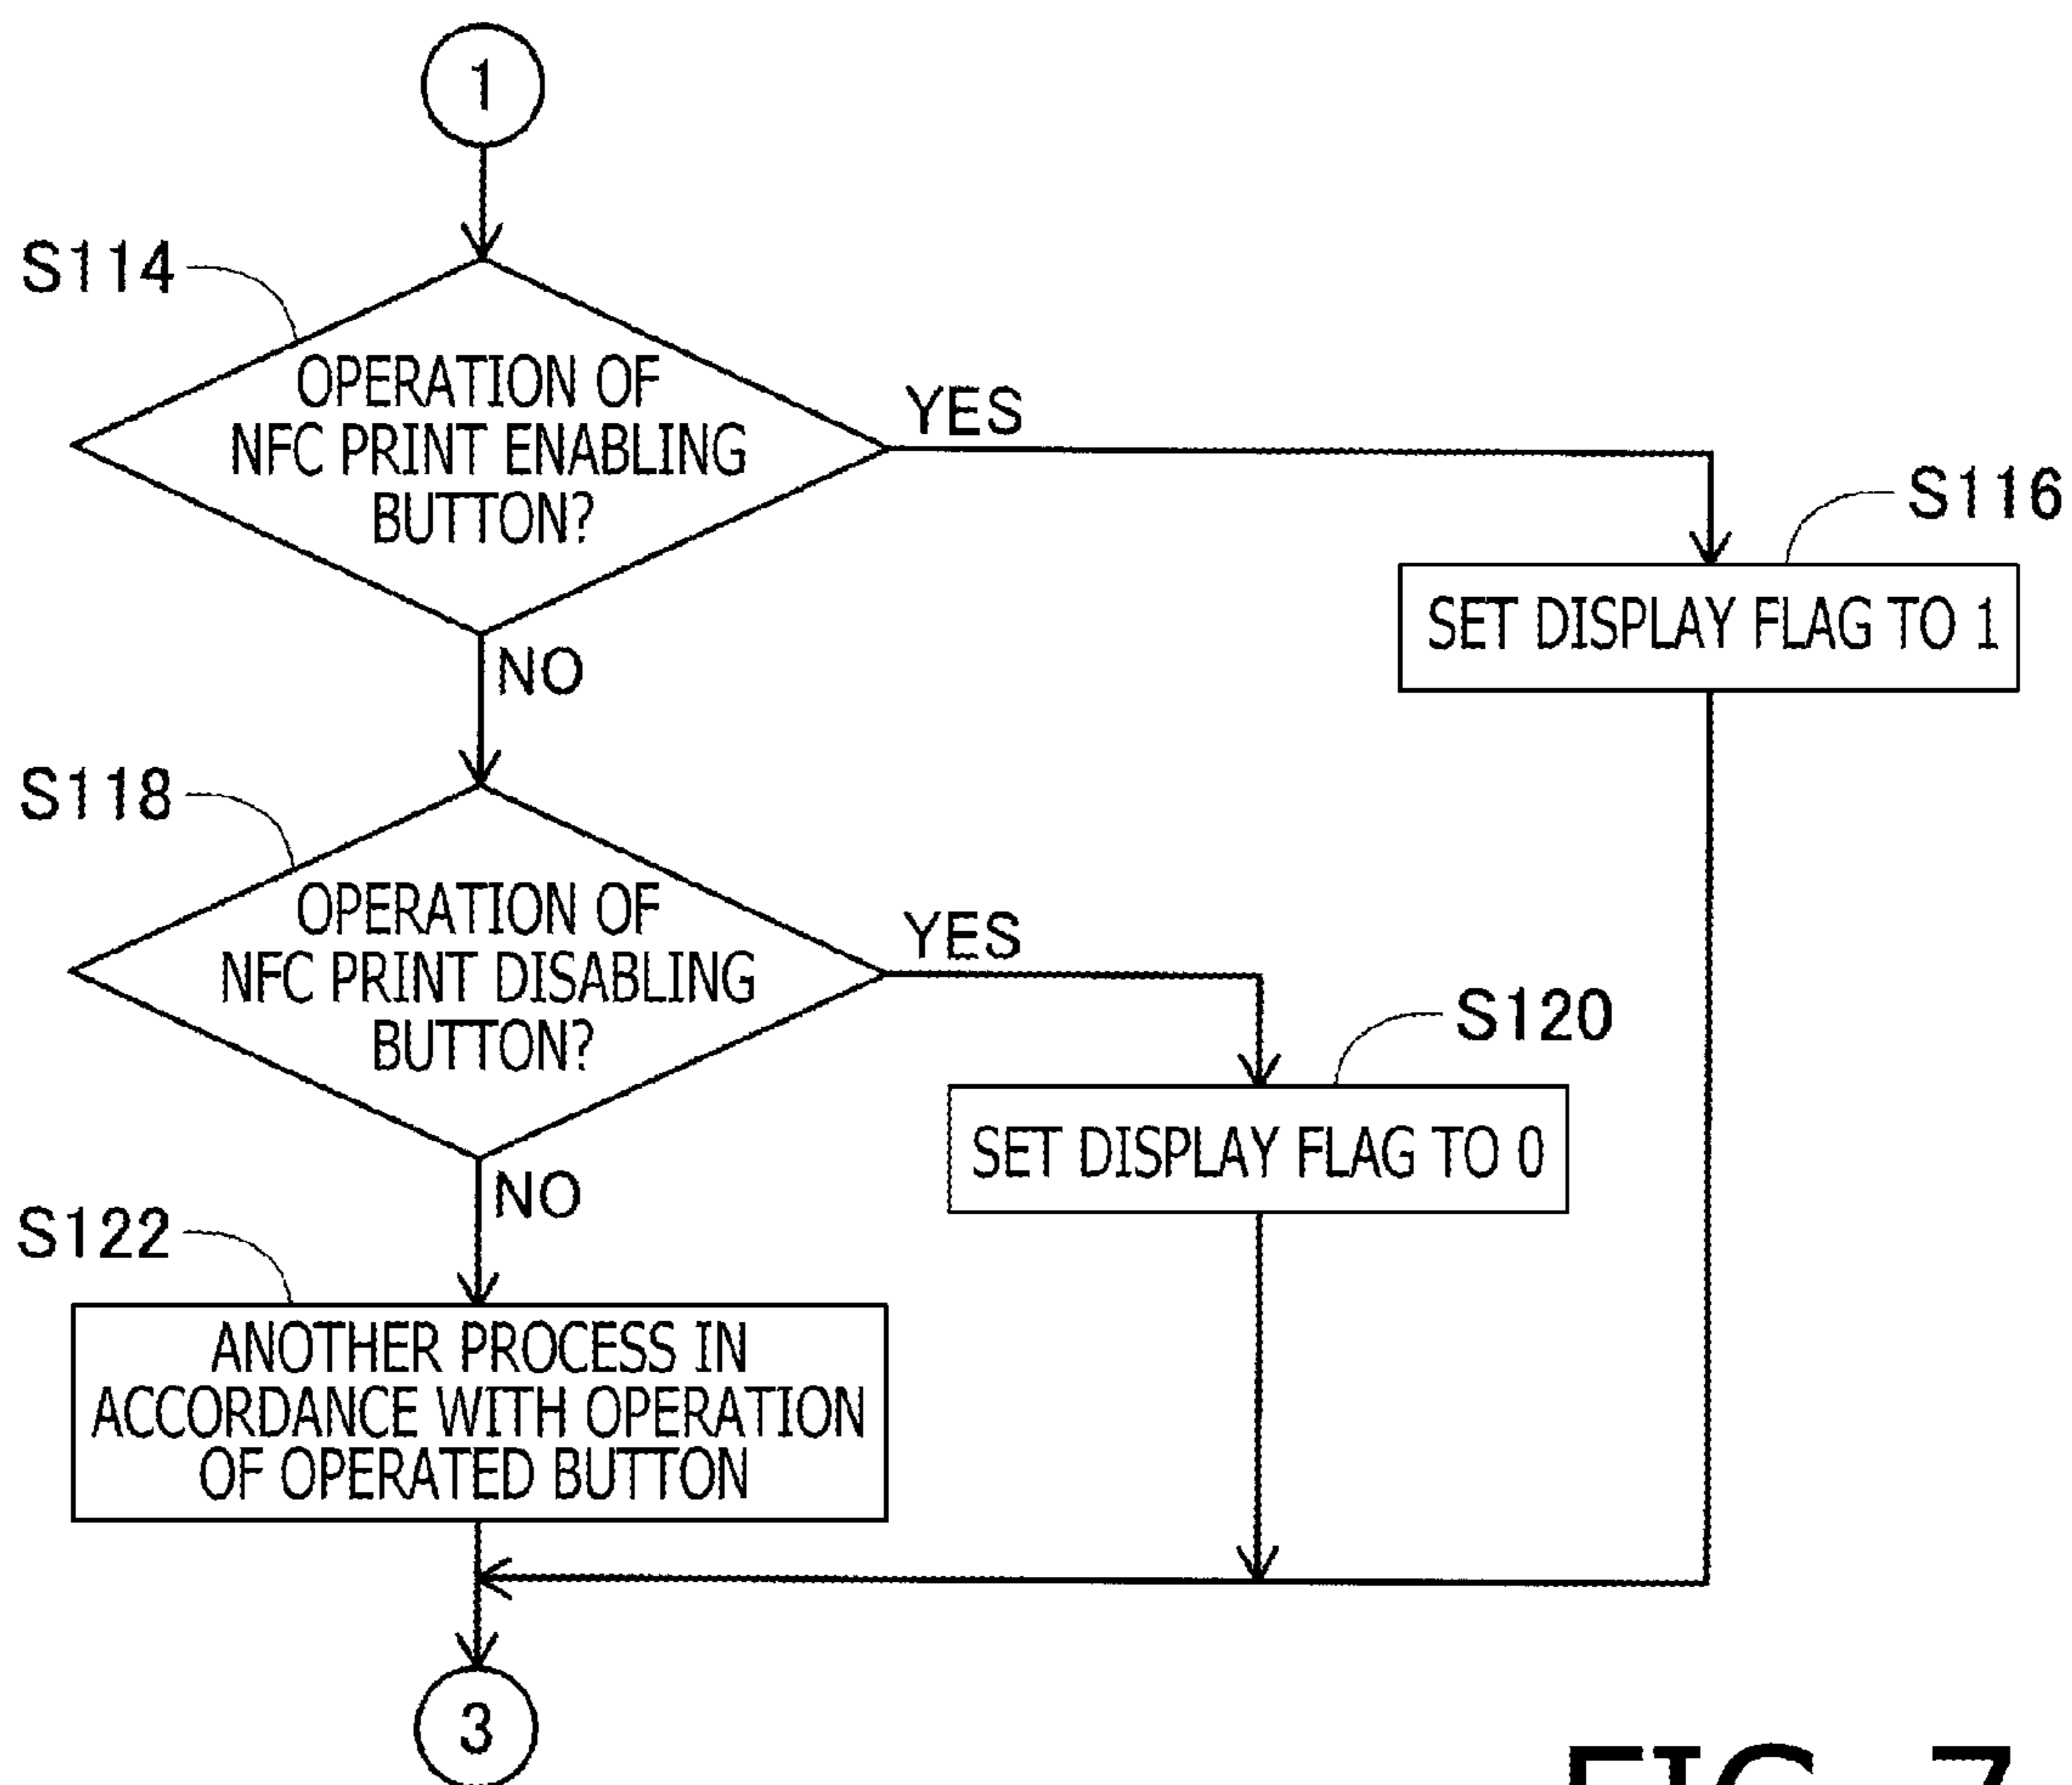 1
S114
OPERATION OF
NFC PRINT ENABLING
BUTTON?
YES
S116
SET DISPLAY FLAG TO 1
NO
S118
OPERATION OF
NFC PRINT DISABLING
BUTTON?
YES
S120
SET DISPLAY FLAG TO 0
NO
S122
ANOTHER PROCESS IN
ACCORDANCE WITH OPERATION
OF OPERATED BUTTON
3
FIG. 7